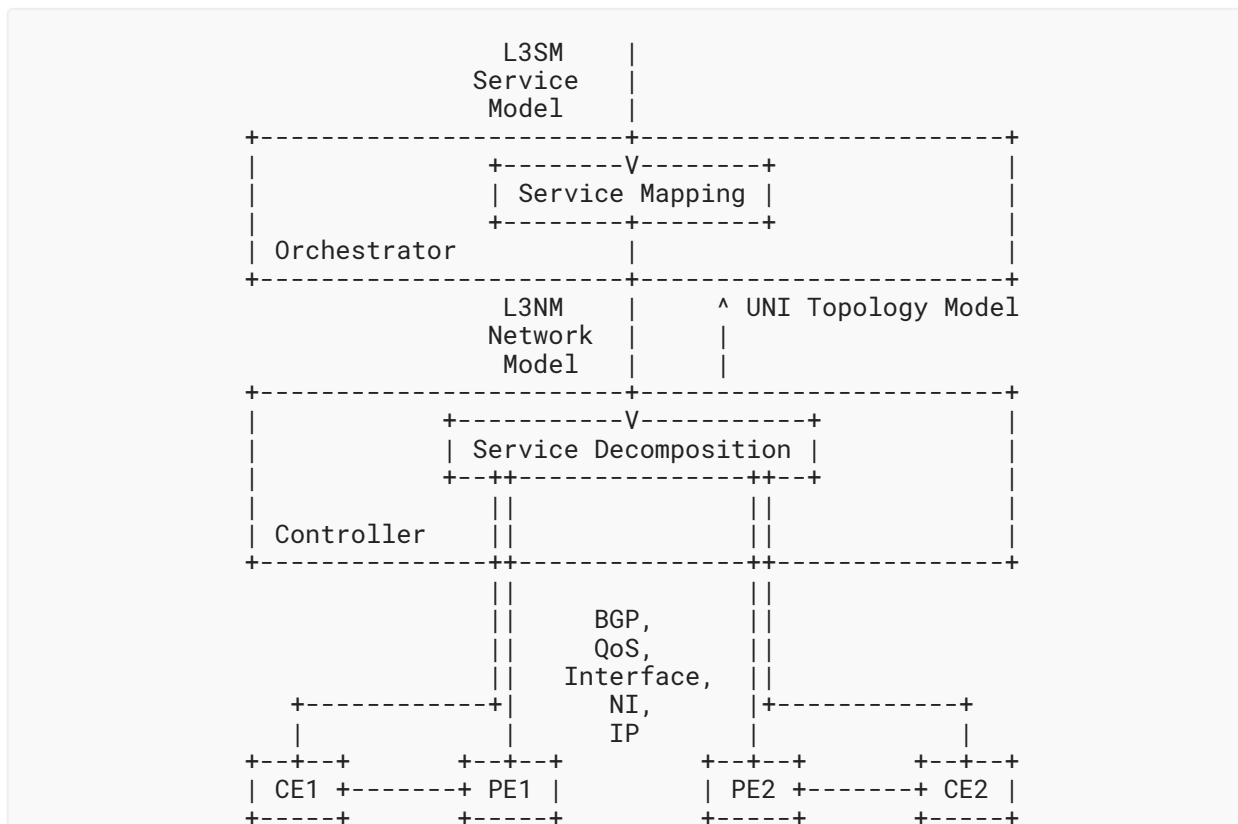 L3SM |
Service |
Model |
+------------------------+------------------------+
| +--------V--------+ |
| | Service Mapping | |
| +--------+--------+ |
| Orchestrator | |
+------------------------+------------------------+
L3NM | ^ UNI Topology Model
Network | |
Model | |
+------------------------+------------------------+
| +-----------V-----------+ |
| | Service Decomposition | |
| +--++---------------++--+ |
| || || |
| Controller || || |
+---------------++---------------++---------------+
|| ||
|| BGP, ||
|| QoS, ||
|| Interface, ||
+------------+| NI, |+------------+
| | IP | |
+--+--+ +--+--+ +--+--+ +--+--+
| CE1 +-------+ PE1 | | PE2 +-------+ CE2 |
+-----+ +-----+ +-----+ +-----+